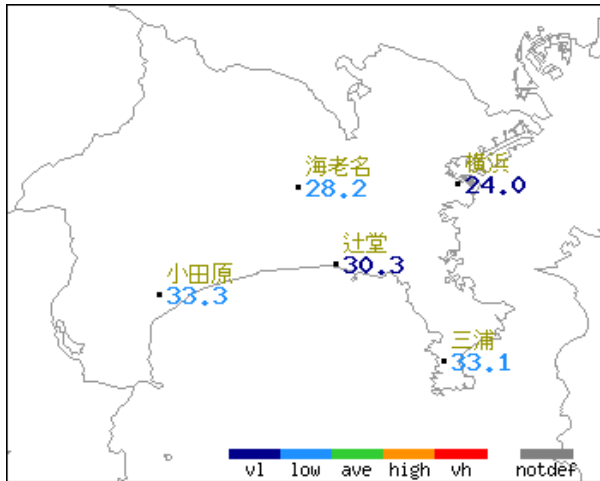 海老名
28.2
横浜
24.0
辻堂
30.3
小田原
33.3
三浦
33.1
vl low ave high vh notdef